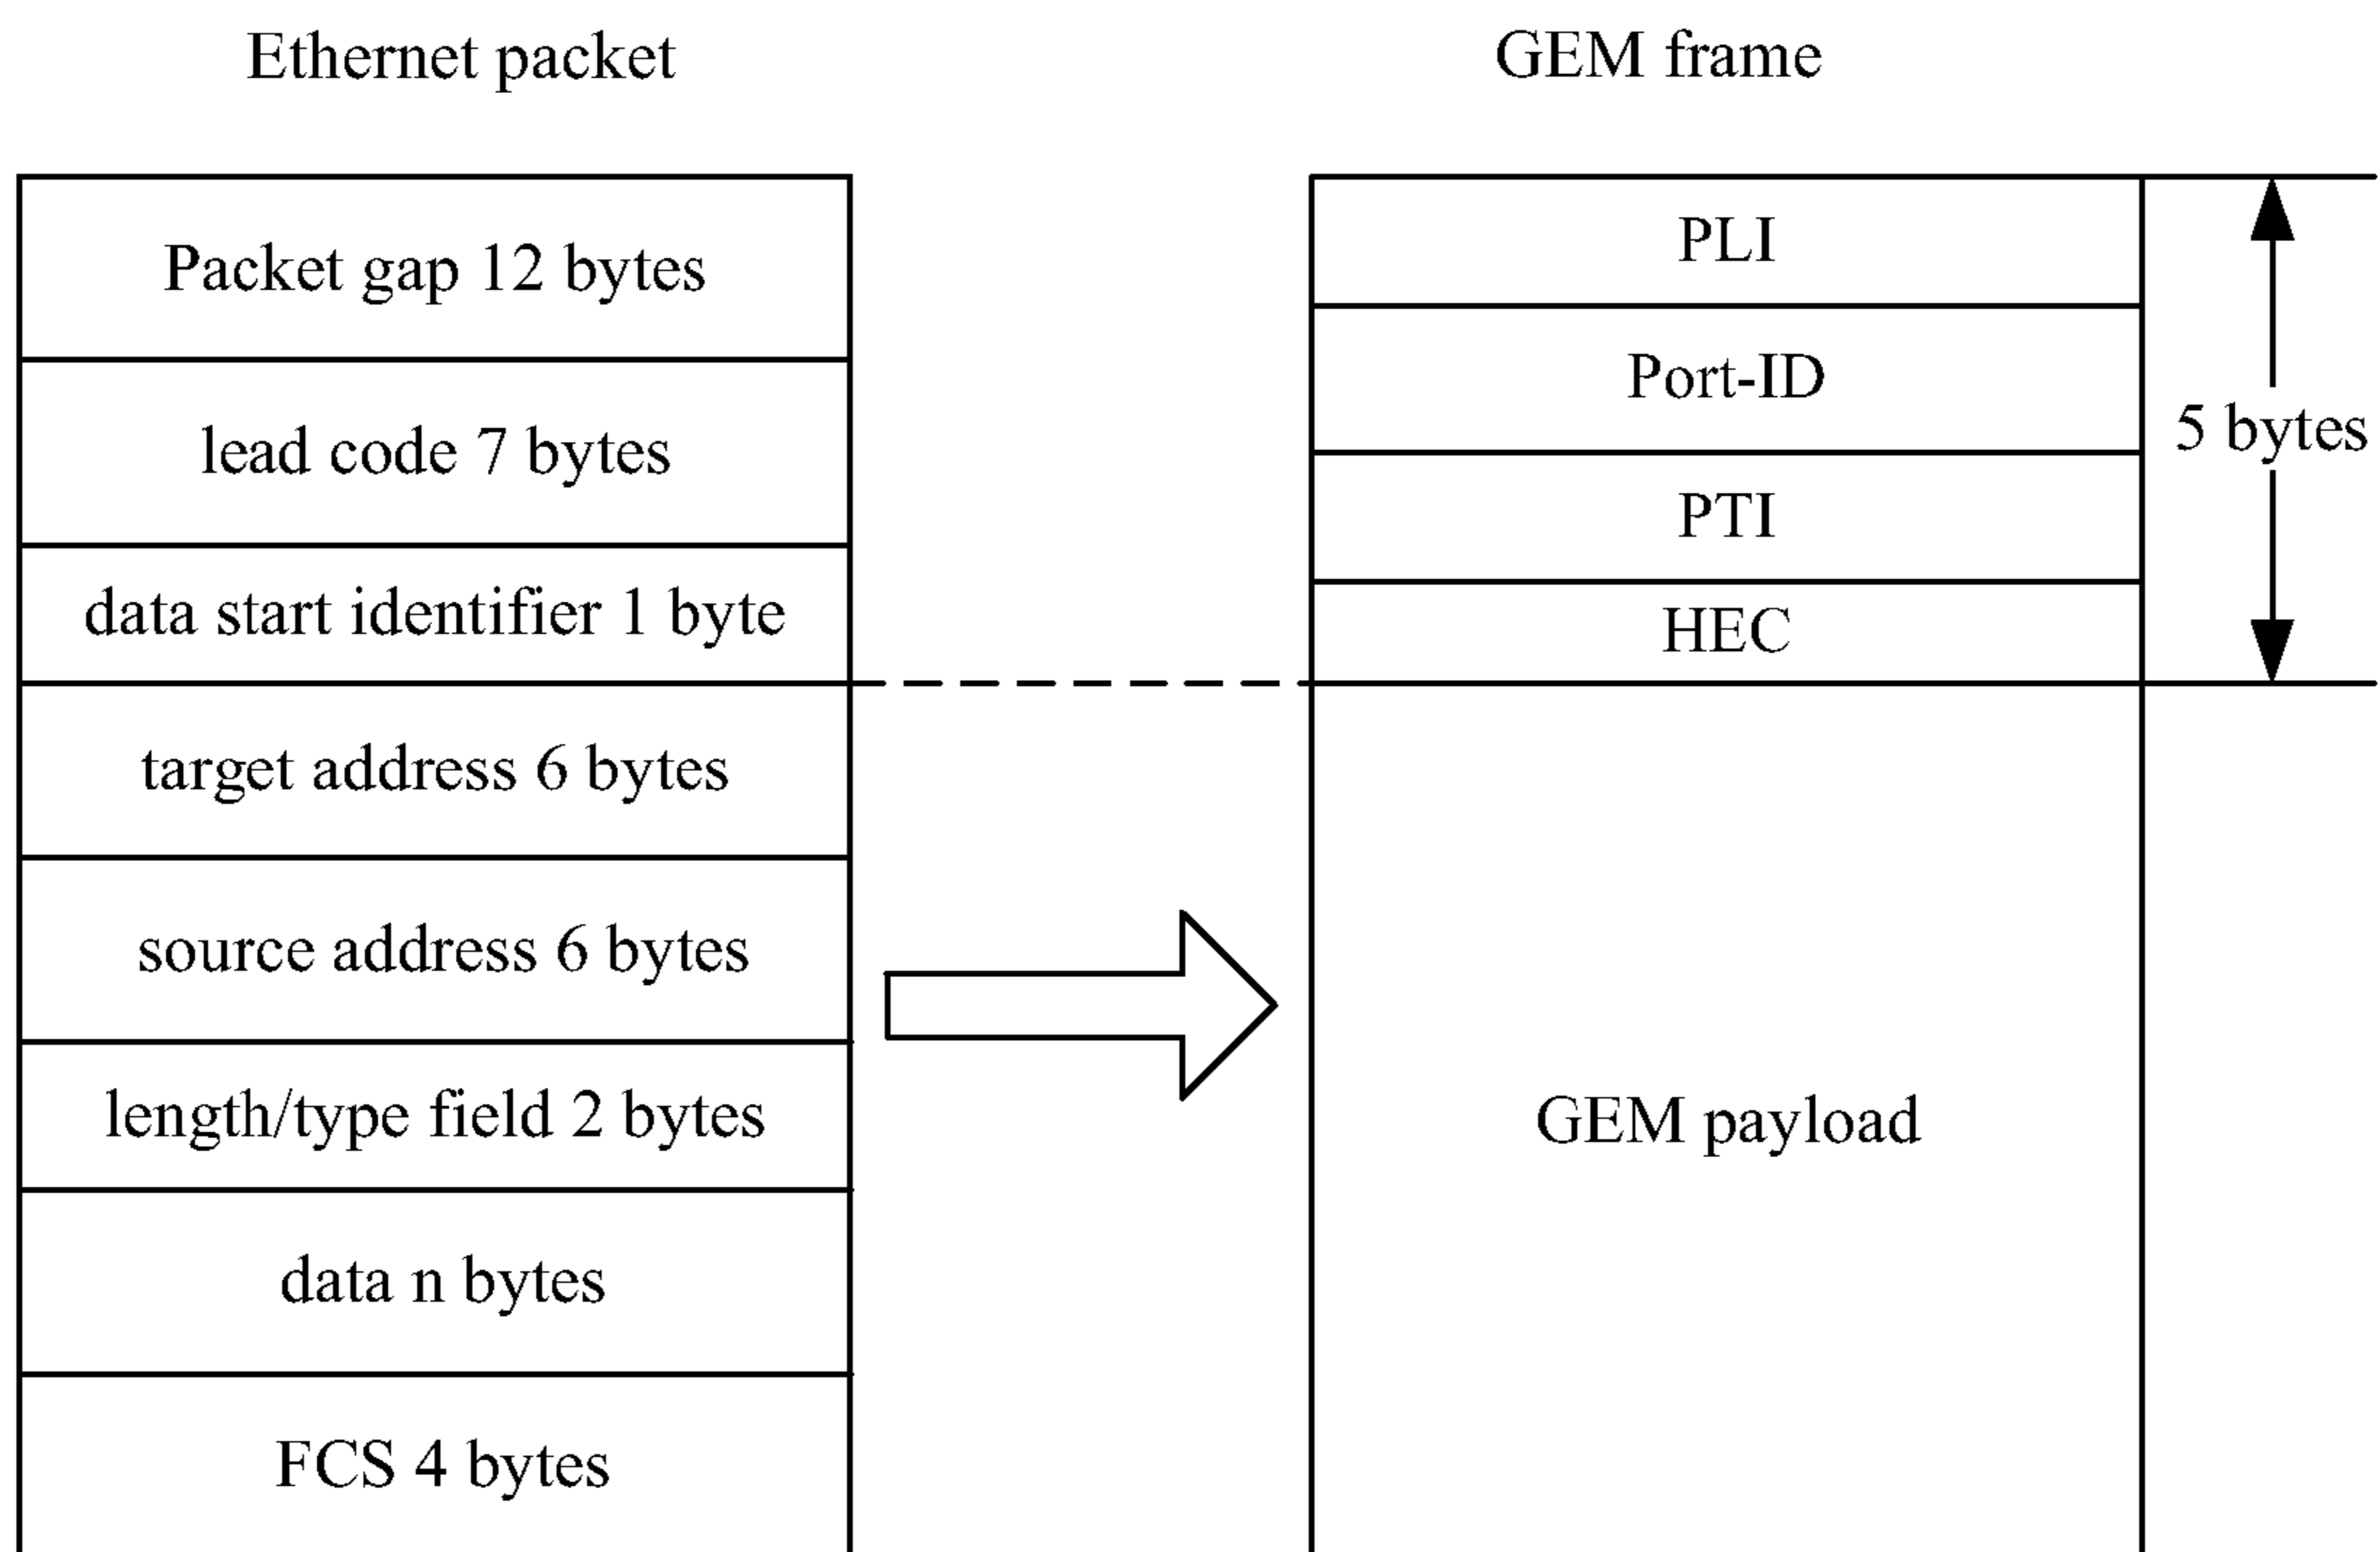 Ethernet packet
GEM frame
Packet gap 12 bytes
lead code 7 bytes
data start identifier 1 byte
target address 6 bytes
source address 6 bytes
length/type field 2 bytes
data n bytes
FCS 4 bytes
PLI
Port-ID
PTI
HEC
5 bytes
GEM payload